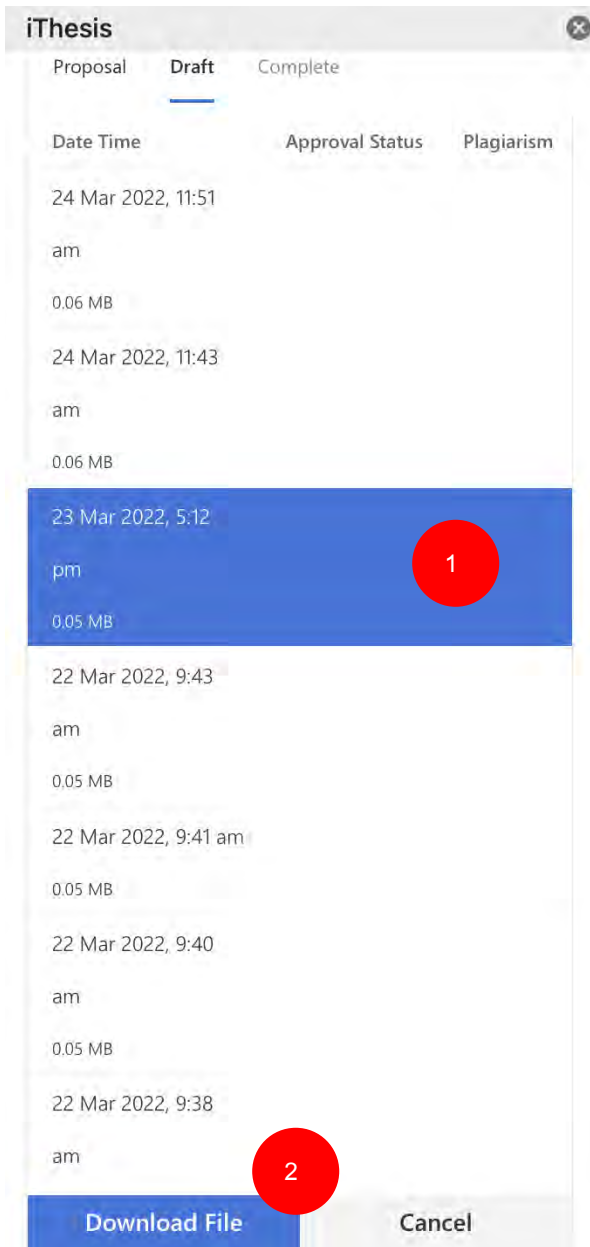 iThesis
Proposal Draft Complete
Date Time Approval Status Plagiarism
24 Mar 2022, 11:51
am
0.06 MB
24 Mar 2022, 11:43
am
0.06 MB
23 Mar 2022, 5:12
pm
1
0.05 MB
22 Mar 2022, 9:43
am
0.05 MB
22 Mar 2022, 9:41 am
0.05 MB
22 Mar 2022, 9:40
am
0.05 MB
22 Mar 2022, 9:38
am
2
Download File Cancel